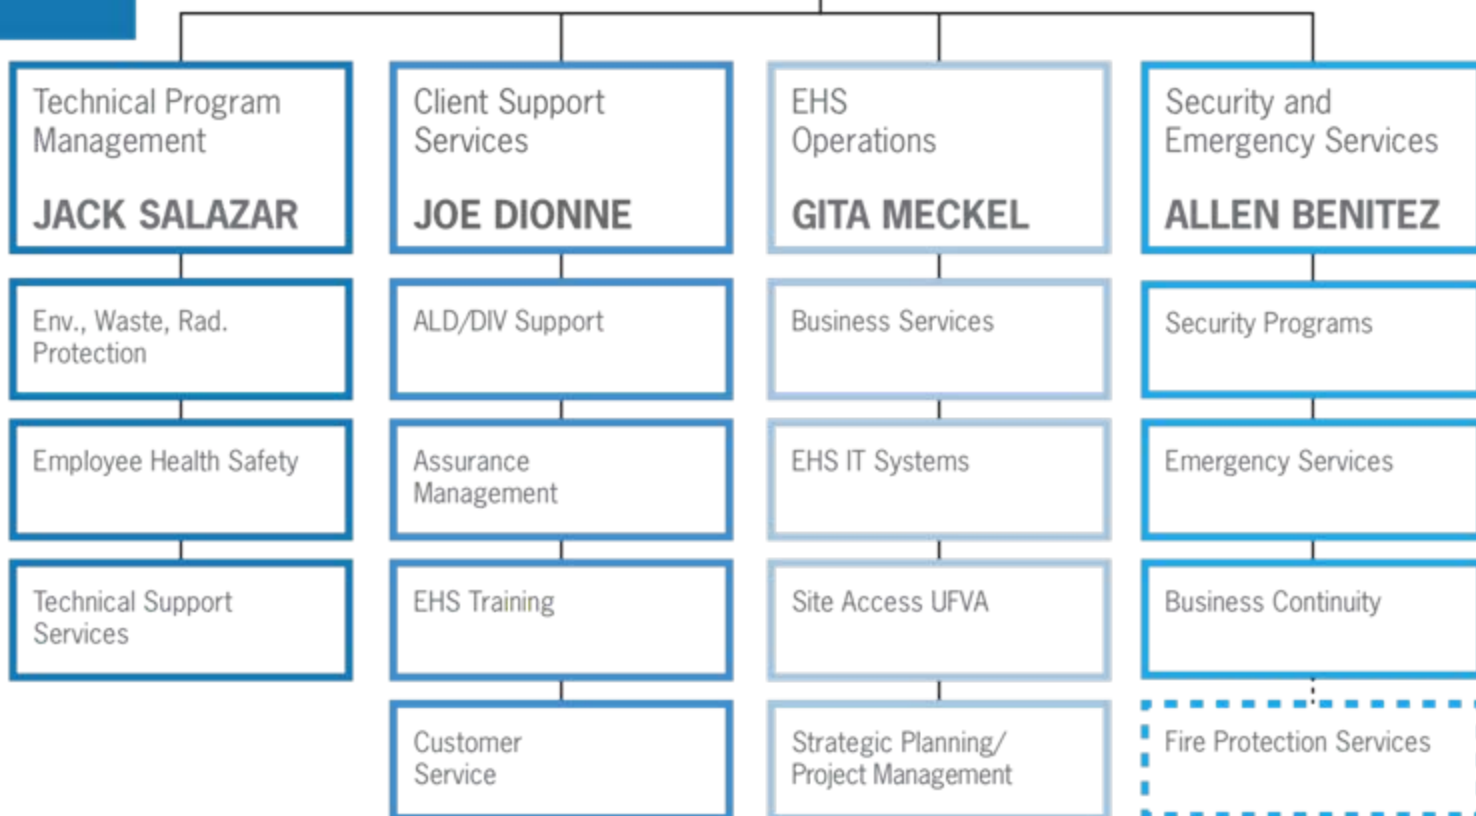 Technical Program
Management
JACK SALAZAR
Env., Waste, Rad.
Protection
Employee Health Safety
Technical Support
Services
Client Support
Services
JOE DIONNE
ALD/DIV Support
Assurance
Management
EHS Training
Customer
Service
EHS
Operations
GITA MECKEL
Business Services
EHS IT Systems
Site Access UFVA
Strategic Planning/
Project Management
Security and
Emergency Services
ALLEN BENITEZ
Security Programs
Emergency Services
Business Continuity
Fire Protection Services